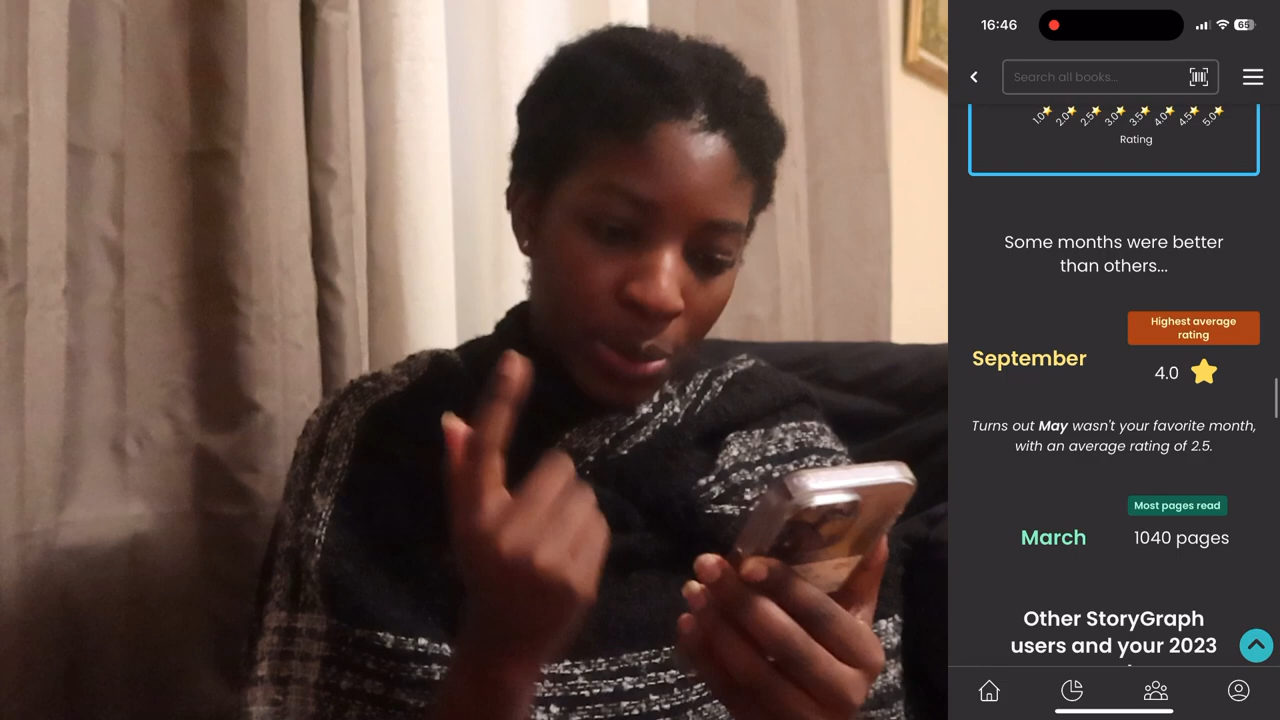 16:46
65
Search all books...
1.0⭐ 2.0⭐ 2.5⭐ 3.0⭐ 3.5⭐ 4.0⭐ 4.5⭐ 5.0⭐
Rating
Some months were better
than others...
Highest average
rating
September
4.0
Turns out May wasn't your favorite month,
with an average rating of 2.5.
Most pages read
March
1040 pages
Other StoryGraph
users and your 2023